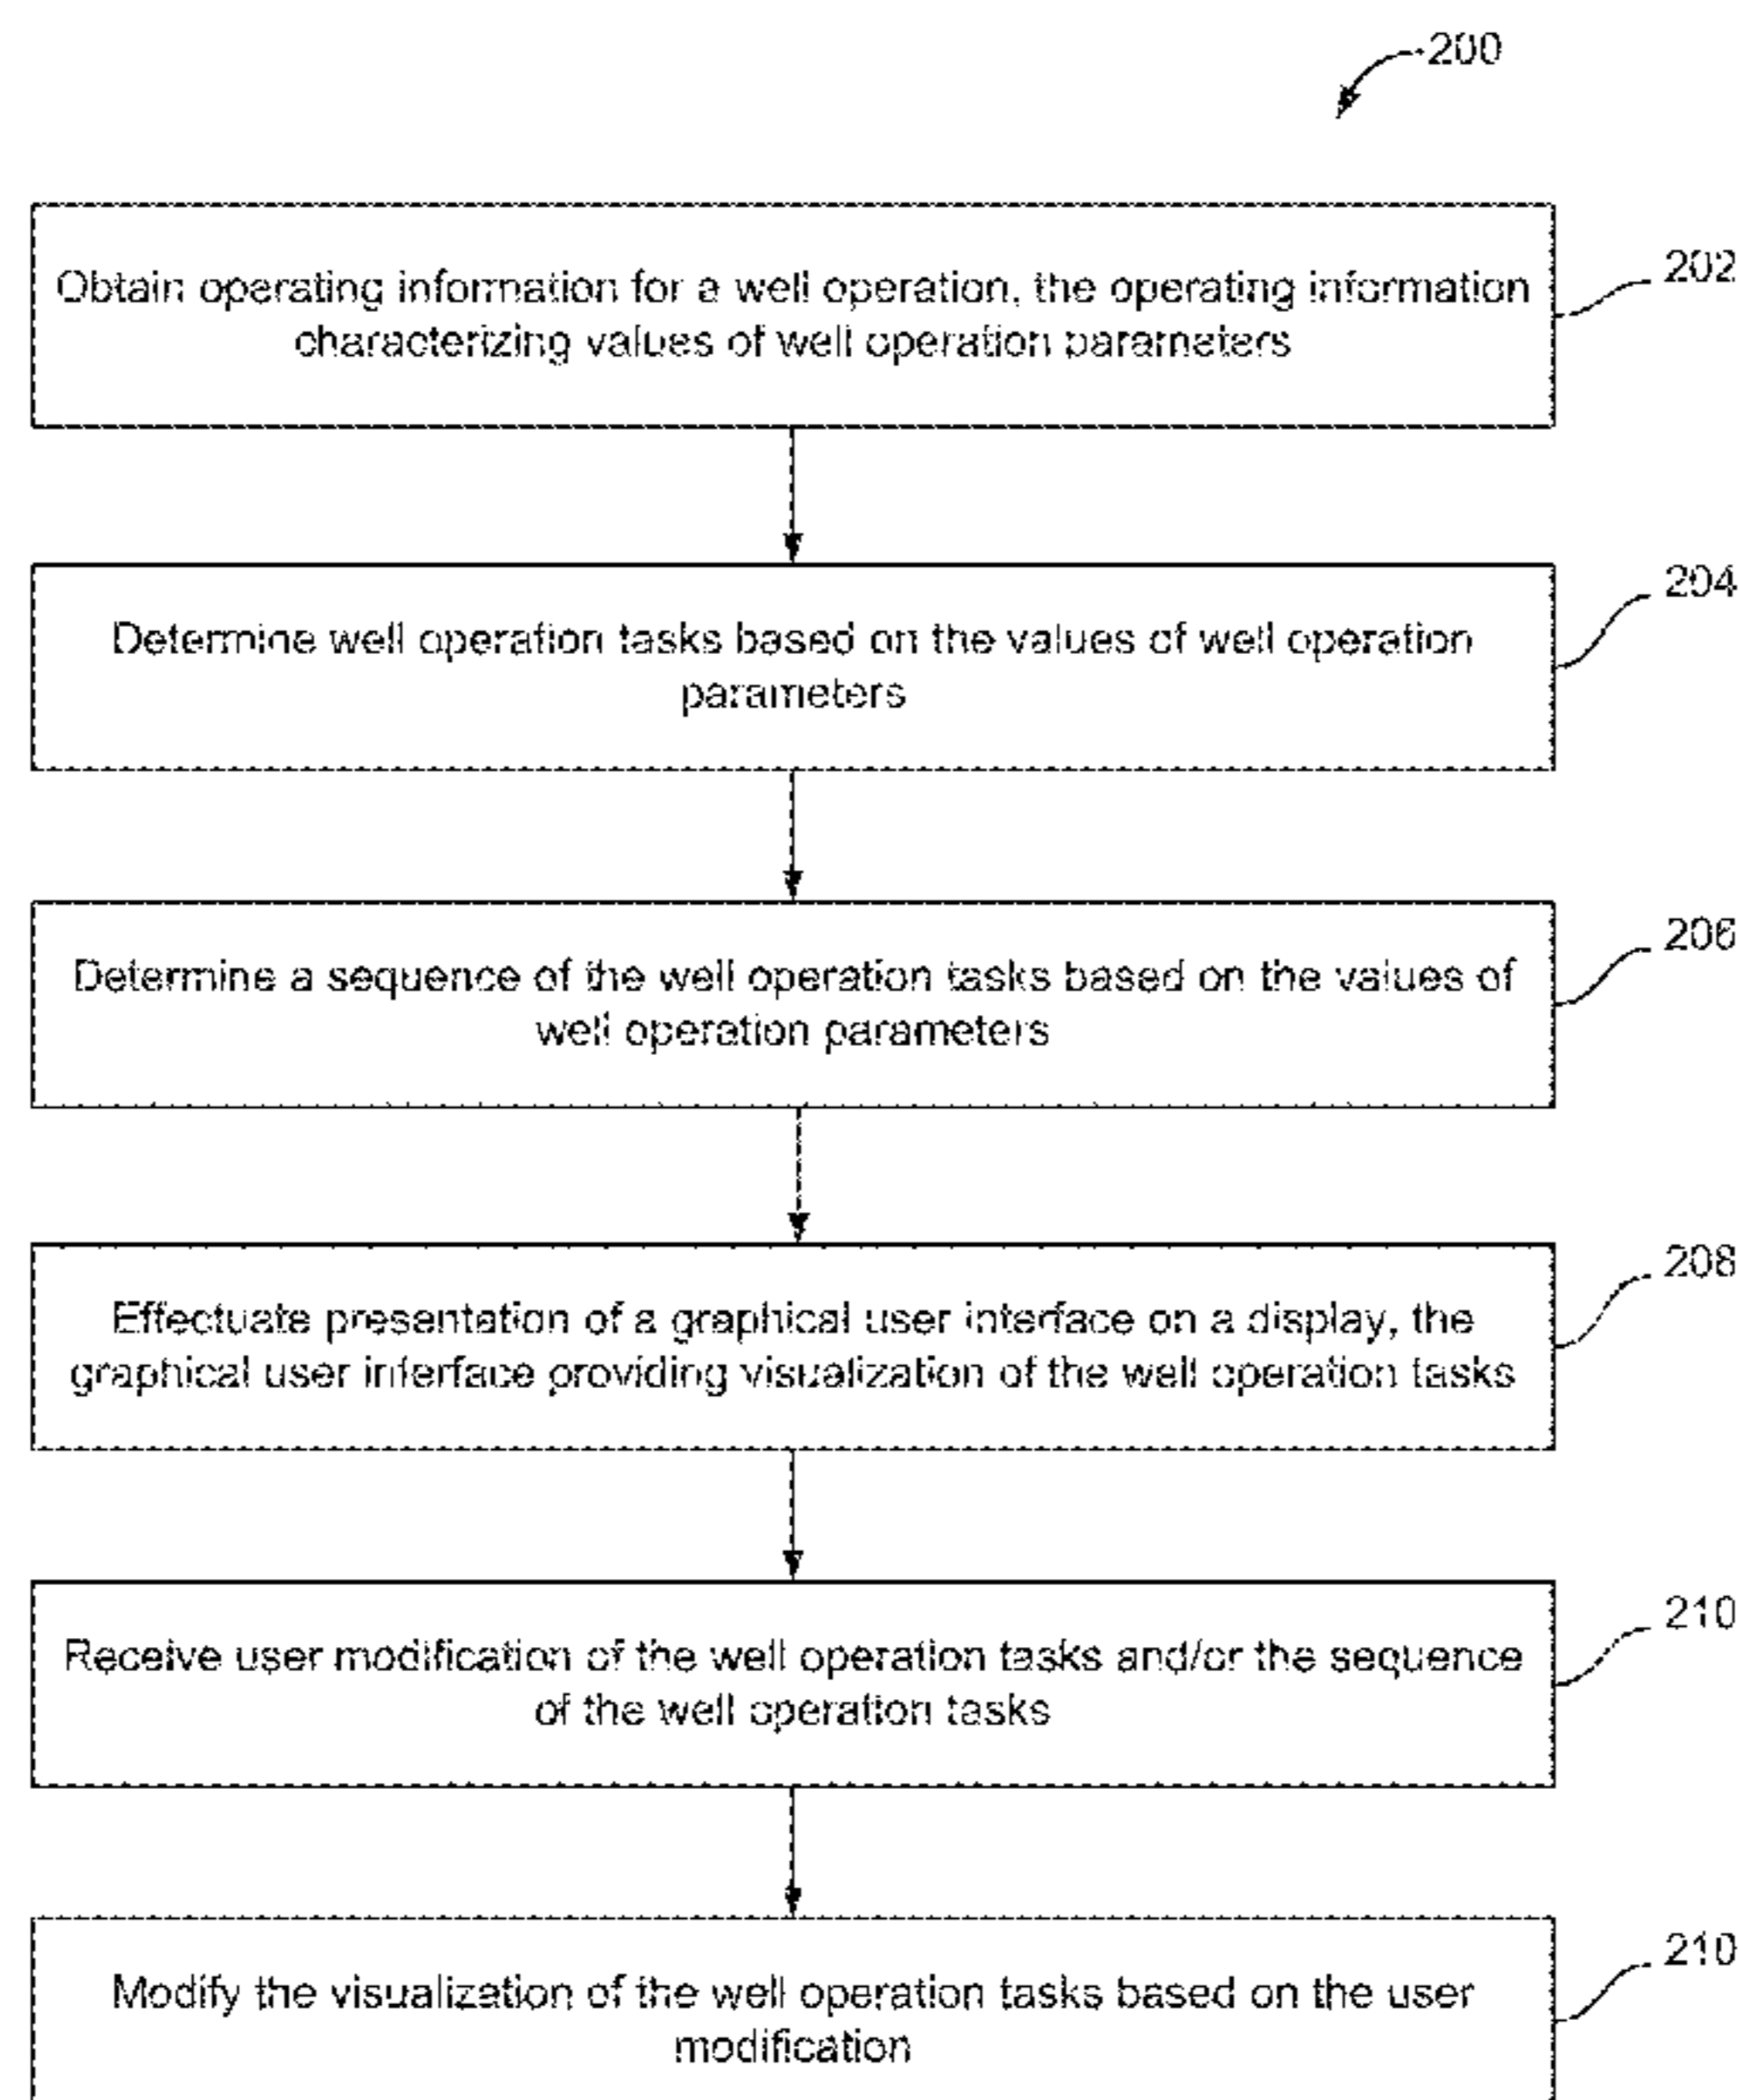 200
Obtain operating information for a well operation, the operating information
characterizing values of well operation parameters
202
Determine well operation tasks based on the values of well operation
parameters
204
Determine a sequence of the well operation tasks based on the values of
well operation parameters
206
Effectuate presentation of a graphical user interface on a display, the
graphical user interface providing visualization of the well operation tasks
208
Receive user modification of the well operation tasks and/or the sequence
of the well operation tasks
210
Modify the visualization of the well operation tasks based on the user
modification
210